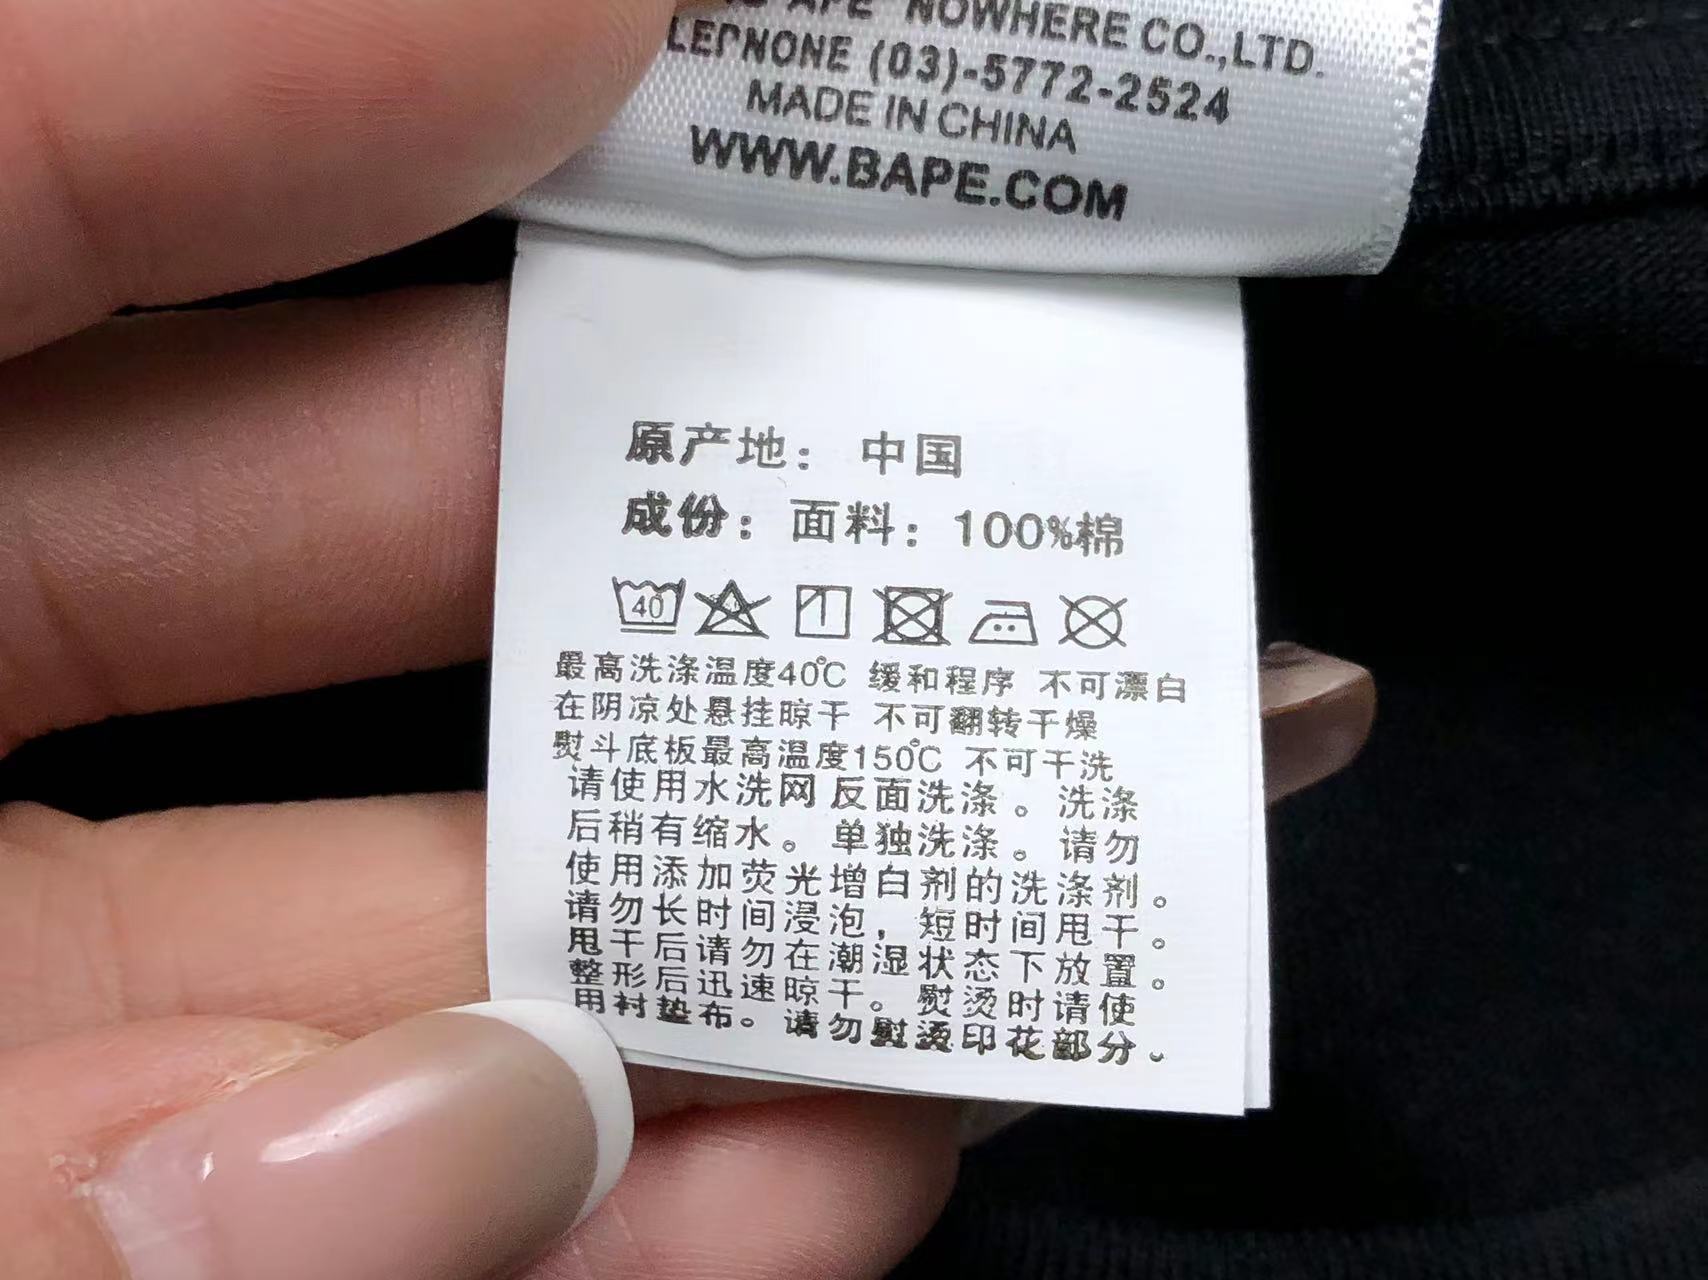 APE NOWHERE CO.,LTD.
(03)-5772-2524
MADE IN CHINA
WWW.BAPE.COM
原产地：中国
成份：面料：100%棉
40
最高洗涤温度40℃ 缓和程序 不可漂白
在阴凉处悬挂晾干 不可翻转干燥
熨斗底板最高温度150℃ 不可干洗
请使用水洗网反面洗涤。洗涤
后稍有缩水。单独洗涤。请勿
使用添加荧光增白剂的洗涤剂。
请勿长时间浸泡，短时间甩干。
甩干后请勿在潮湿状态下放置。
整形后迅速晾干。熨烫时请使
用衬垫布。请勿熨烫印花部分。